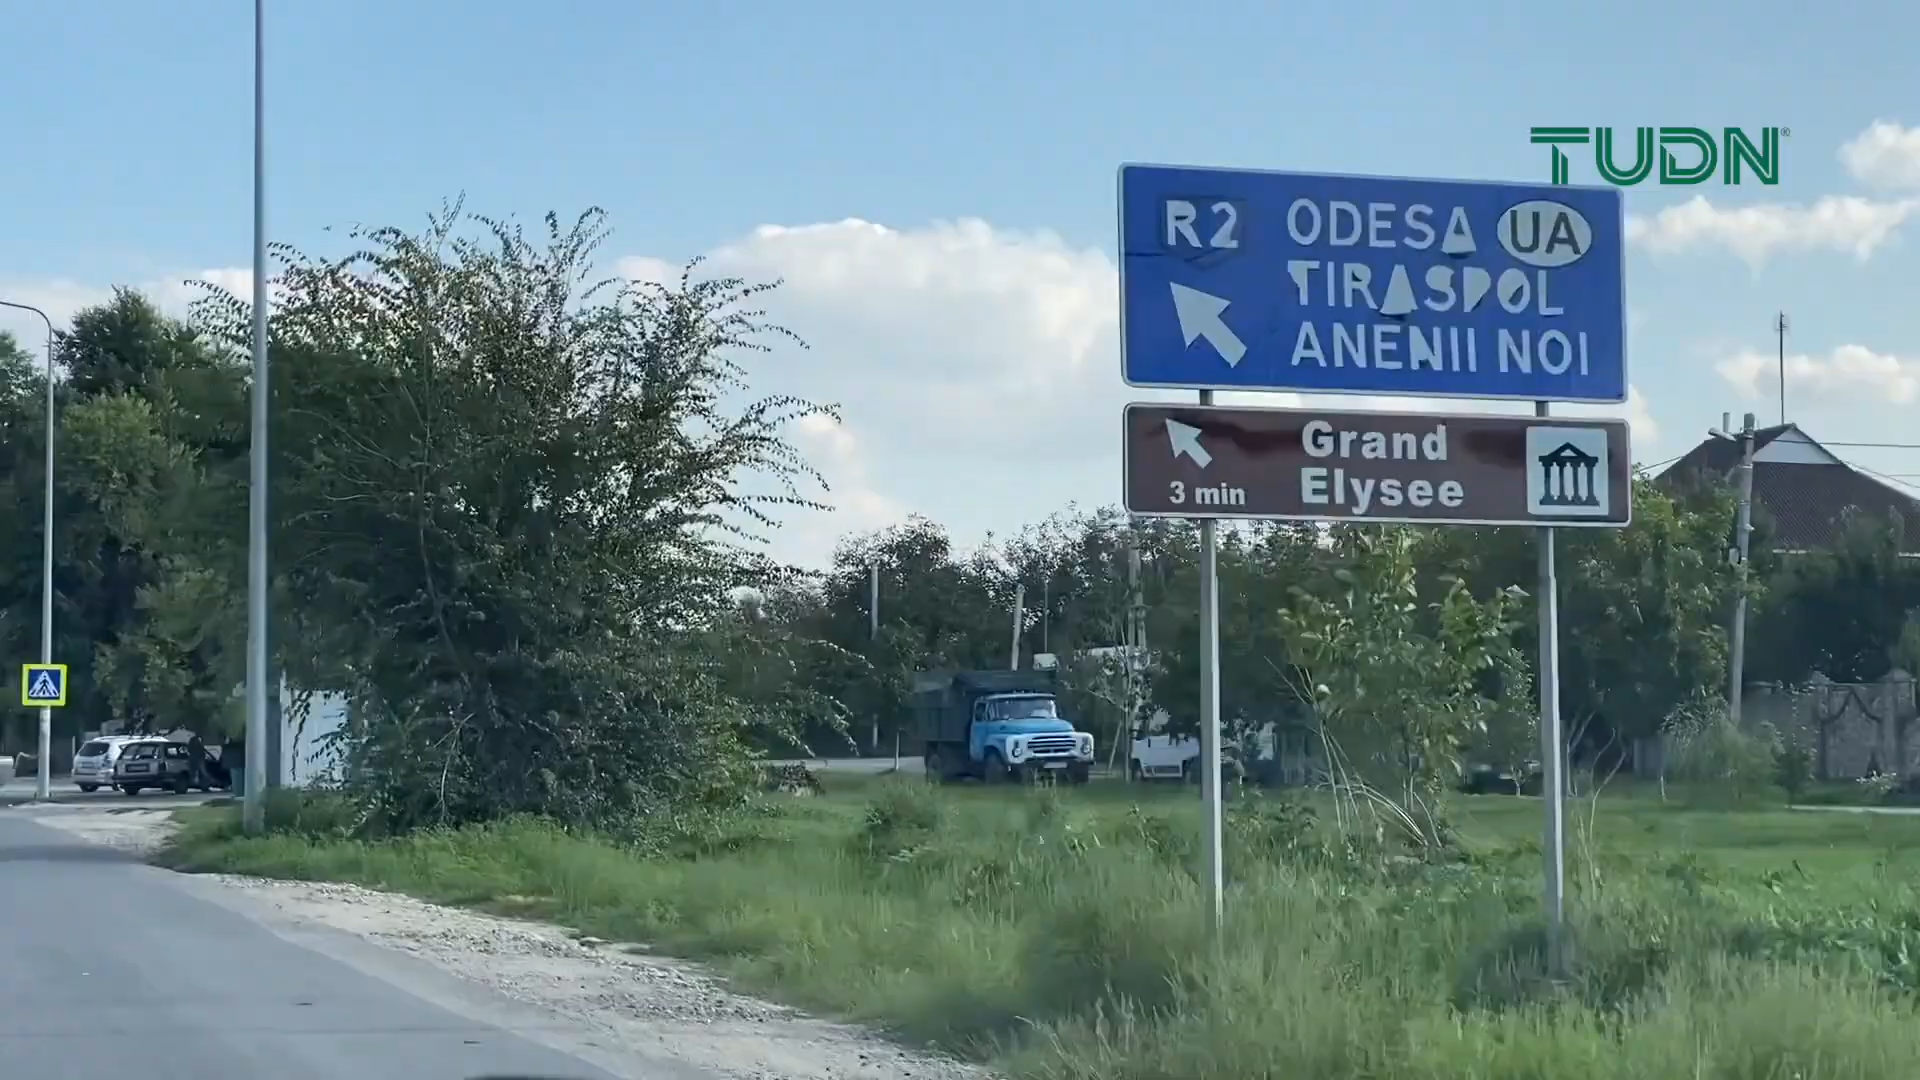 TUDN®
R2 ODESA UA
TIRASPOL
ANENII NOI
Grand
Elysee
3 min